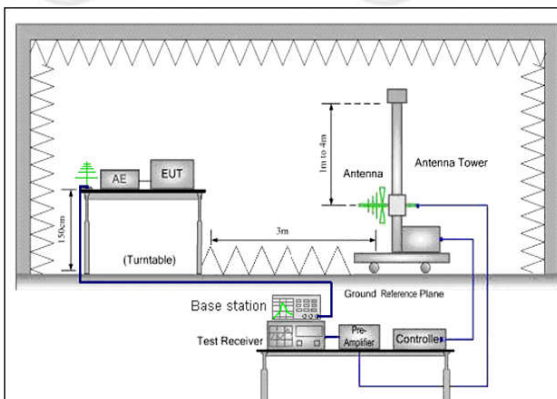 1m to 4m
Antenna
Antenna Tower
AE
EUT
150cm
(Turntable)
3m
Ground Reference Plane
Base station
Test Receiver
Pre-
Amplifier
Controller